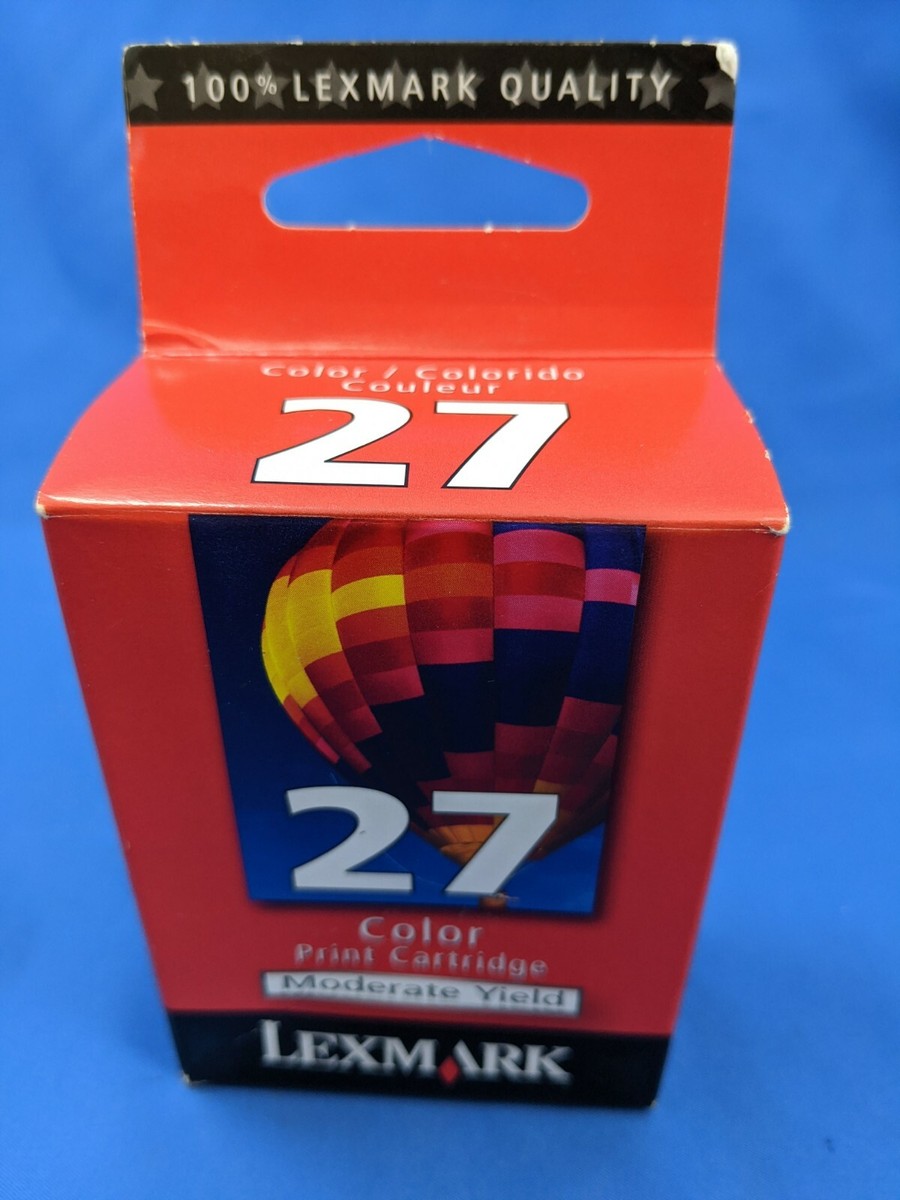 100% LEXMARK QUALITY
Color / Colorido
Couleur
27
27
Color
Print Cartridge
Moderate Yield
LEXMARK